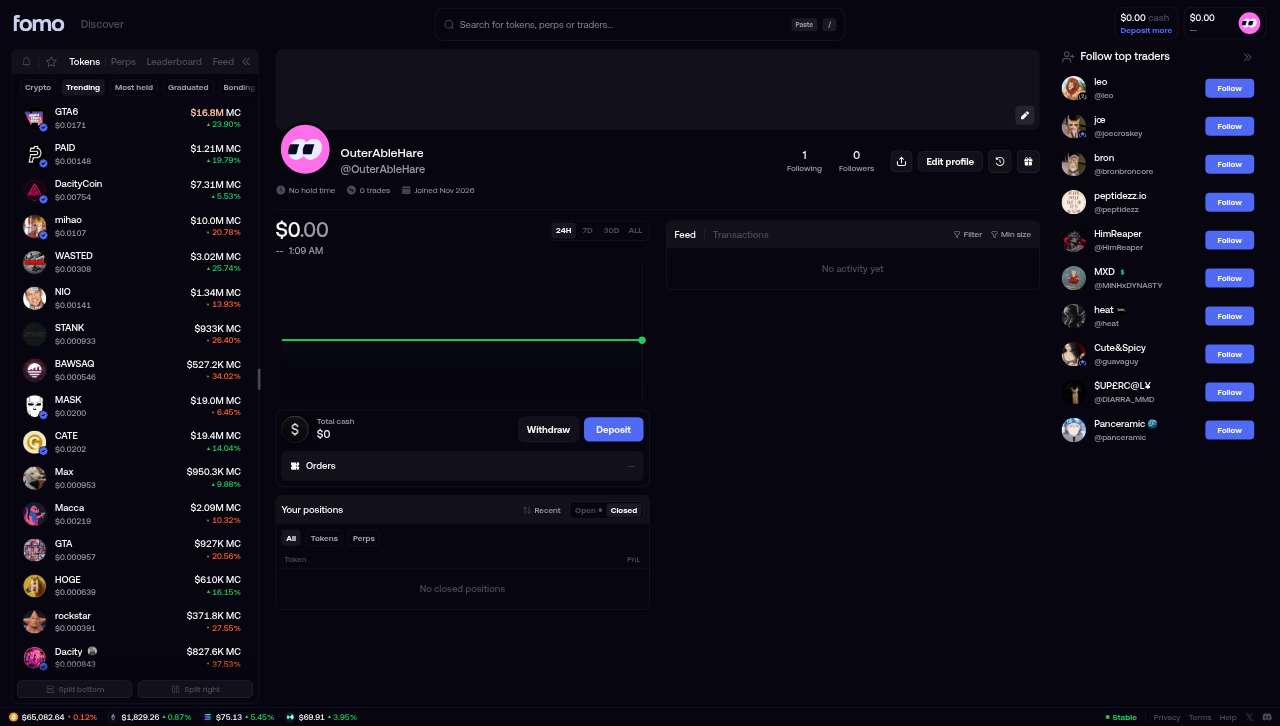 fomo
Discover
Search for tokens, perps or traders...
Paste
/
$0.00 cash
Deposit more
$0.00
—
Tokens
Perps
Leaderboard
Feed
Crypto
Trending
Most held
Graduated
Bonding
GTA6
$16.8M MC
$0.0171
23.90%
PAID
$1.21M MC
$0.00148
19.79%
DacityCoin
$7.31M MC
$0.00754
5.53%
mihao
$10.0M MC
$0.0107
20.78%
WASTED
$3.02M MC
$0.00308
25.74%
NIO
$1.34M MC
$0.00141
13.93%
STANK
$933K MC
$0.000933
26.40%
BAWSAQ
$527.2K MC
$0.000546
34.02%
MASK
$19.0M MC
$0.0200
6.45%
CATE
$19.4M MC
$0.0202
14.04%
Max
$950.3K MC
$0.000953
9.88%
Macca
$2.09M MC
$0.00219
10.32%
GTA
$927K MC
$0.000957
20.56%
HOGE
$610K MC
$0.000639
16.15%
rockstar
$371.8K MC
$0.000391
27.55%
Dacity
$827.6K MC
$0.000843
37.53%
Split bottom
Split right
OuterAbleHare
@OuterAbleHare
1
Following
0
Followers
Edit profile
No hold time
0 trades
Joined Nov 2026
$0.00
-- 1:09 AM
24H
7D
30D
ALL
Total cash
$0
Withdraw
Deposit
Orders
—
Your positions
Recent
Open
Closed
All
Tokens
Perps
Token
PnL
No closed positions
Feed
Transactions
Filter
Min size
No activity yet
Follow top traders
leo
@leo
Follow
jœ
@joecroskey
Follow
bron
@bronbroncore
Follow
peptidezz.io
@peptidezz
Follow
HimReaper
@HimReaper
Follow
MXD
@MINHxDYNASTY
Follow
heat
@heat
Follow
Cute&Spicy
@guavaguy
Follow
$UP£RC@L¥
@DIARRA_MMD
Follow
Panceramic
@panceramic
Follow
$65,082.64 0.12%
$1,829.26 0.87%
$75.13 5.45%
$69.91 3.95%
Stable
Privacy
Terms
Help